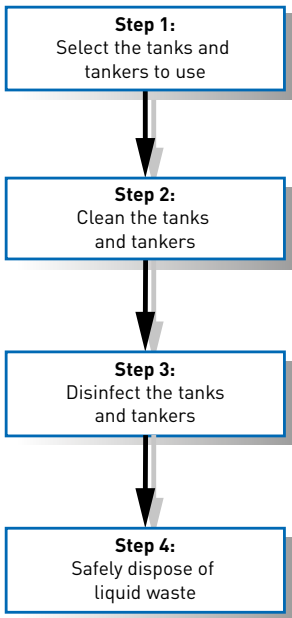 Step 1:
Select the tanks and
tankers to use
Step 2:
Clean the tanks
and tankers
Step 3:
Disinfect the tanks
and tankers
Step 4:
Safely dispose of
liquid waste